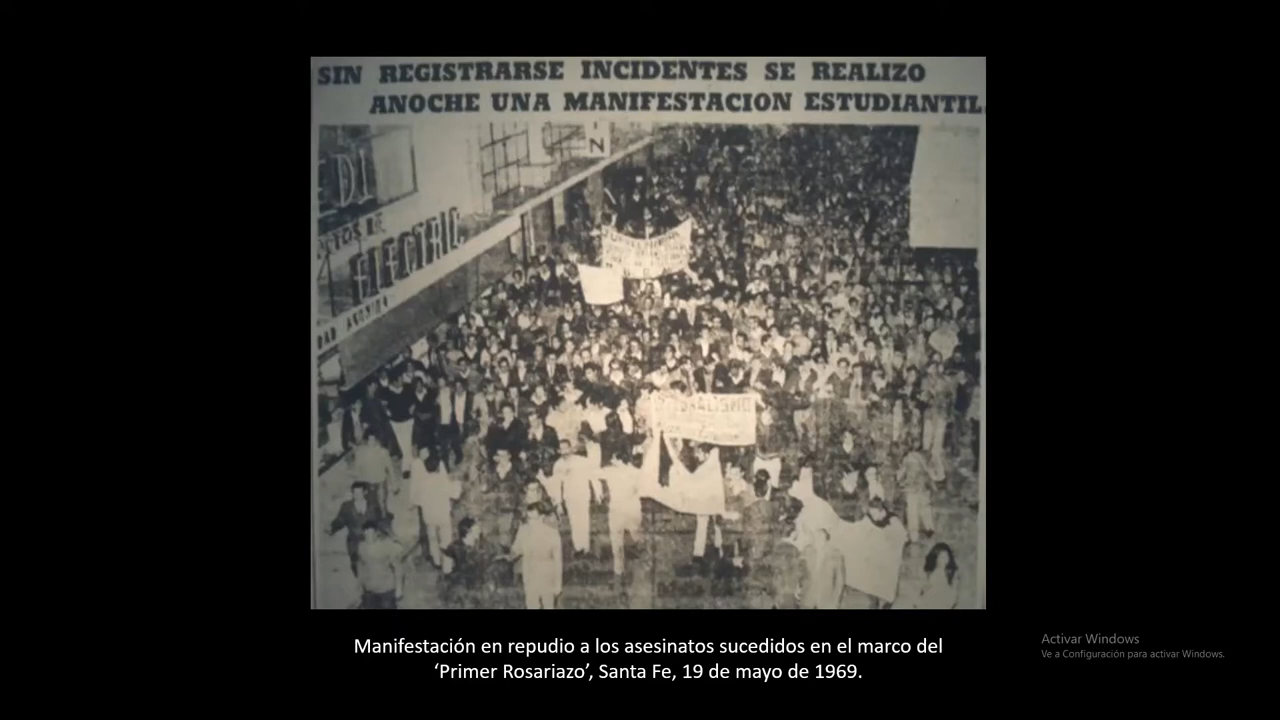 SIN REGISTRARSE INCIDENTES SE REALIZO
ANOCHE UNA MANIFESTACION ESTUDIANTIL
EDI
N
ELECTRIC
Manifestación en repudio a los asesinatos sucedidos en el marco del
‘Primer Rosariazo’, Santa Fe, 19 de mayo de 1969.
Activar Windows
Ve a Configuración para activar Windows.